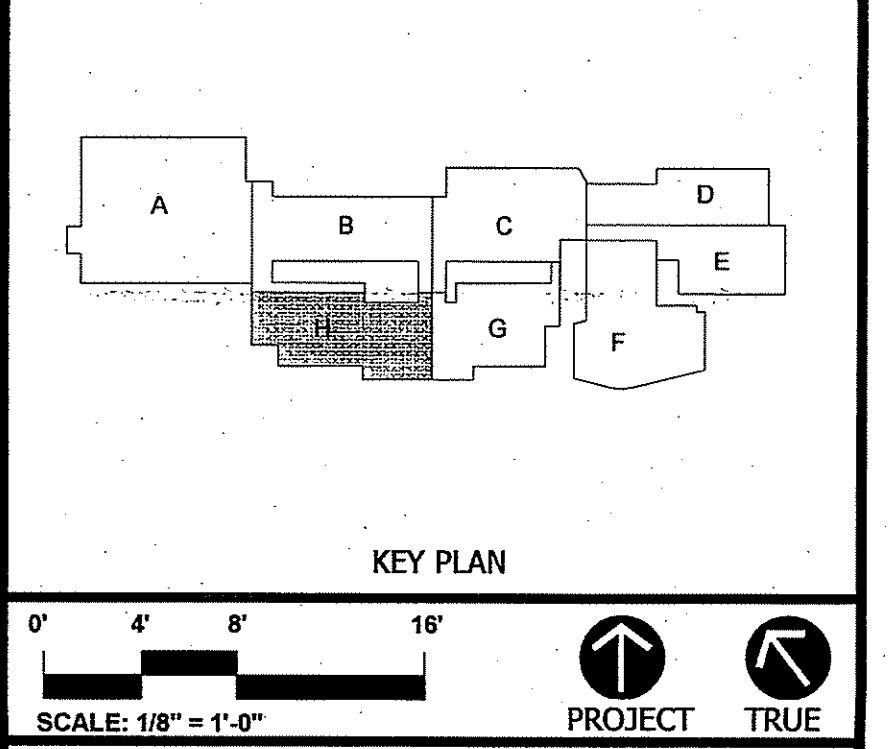 A
B
C
D
E
H
G
F
KEY PLAN
0' 4' 8' 16'
SCALE: 1/8" = 1'-0"
PROJECT TRUE